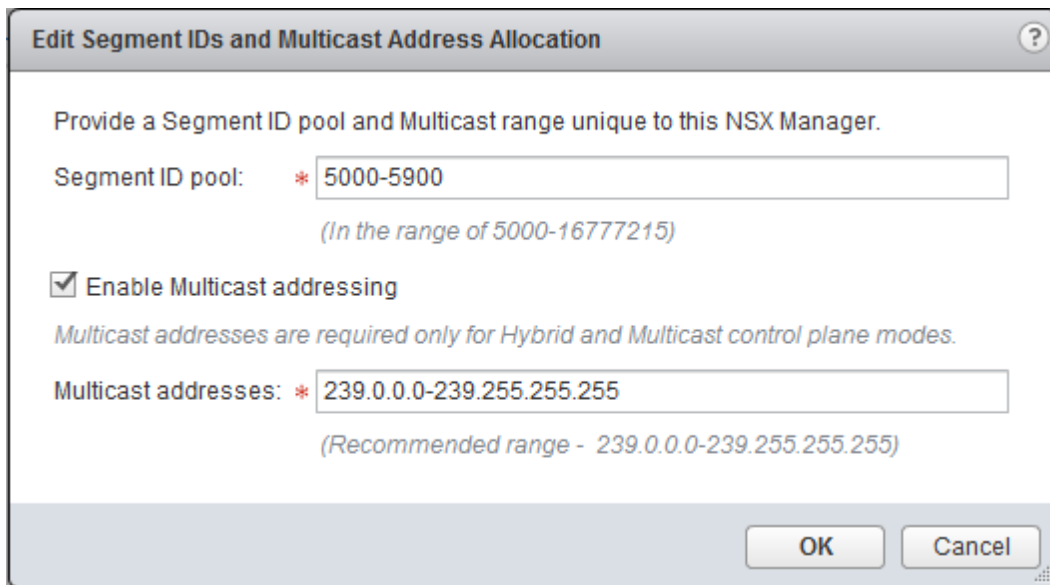 Edit Segment IDs and Multicast Address Allocation ?
Provide a Segment ID pool and Multicast range unique to this NSX Manager.
Segment ID pool: * 5000-5900
(In the range of 5000-16777215)
Enable Multicast addressing
Multicast addresses are required only for Hybrid and Multicast control plane modes.
Multicast addresses: * 239.0.0.0-239.255.255.255
(Recommended range - 239.0.0.0-239.255.255.255)
OK Cancel